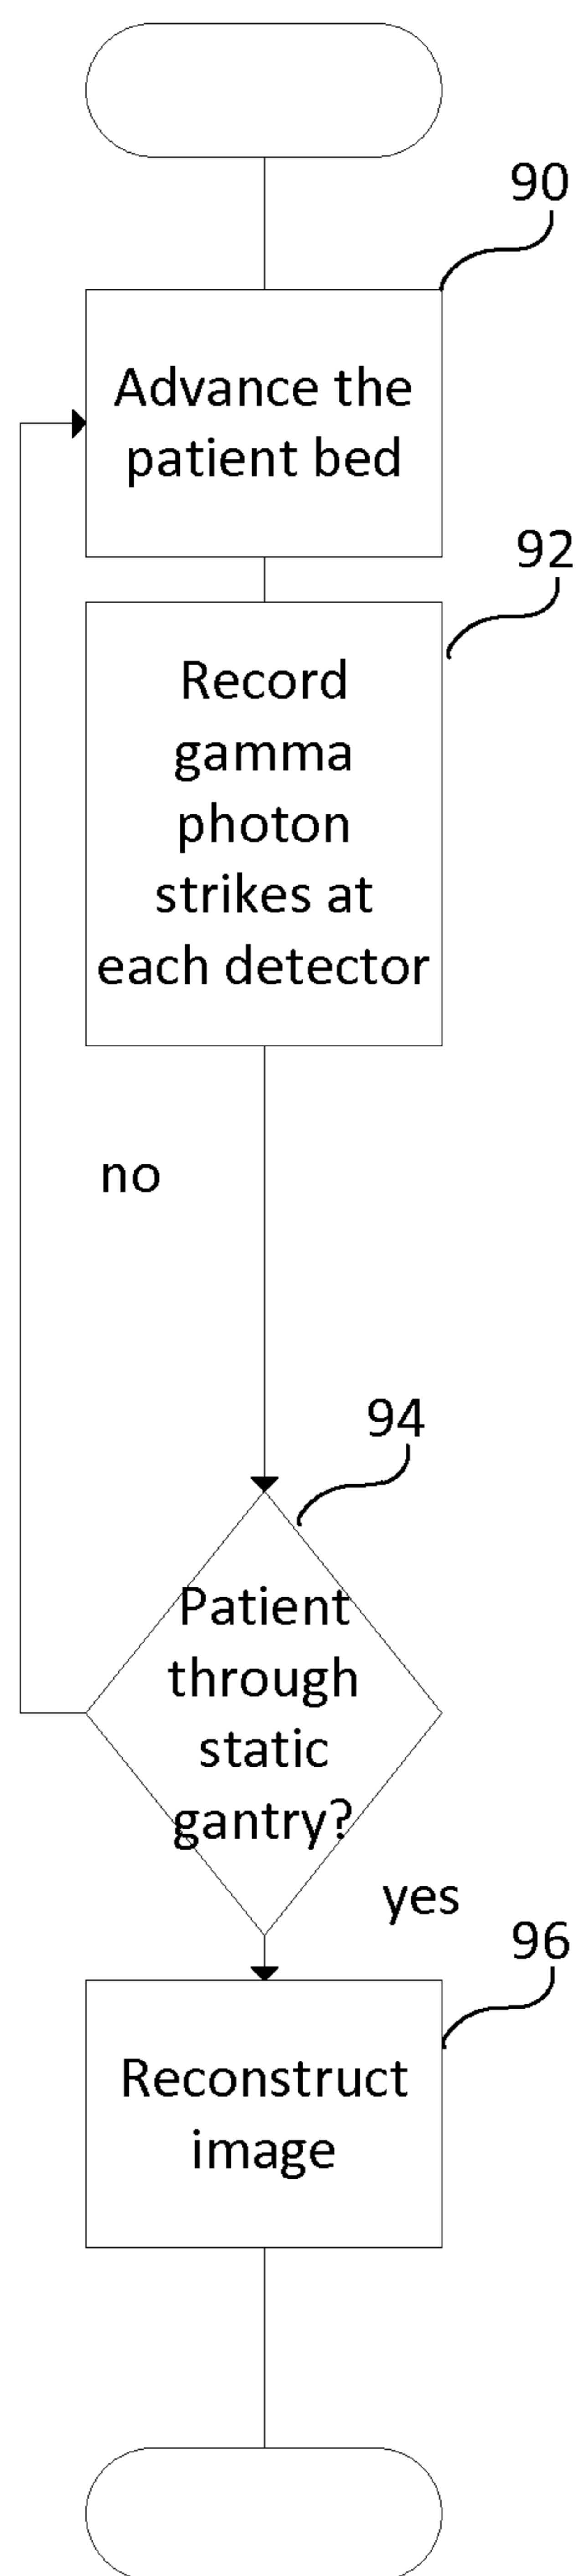 90
Advance the
patient bed
92
Record
gamma
photon
strikes at
each detector
no
94
Patient
through
static
gantry?
yes
96
Reconstruct
image